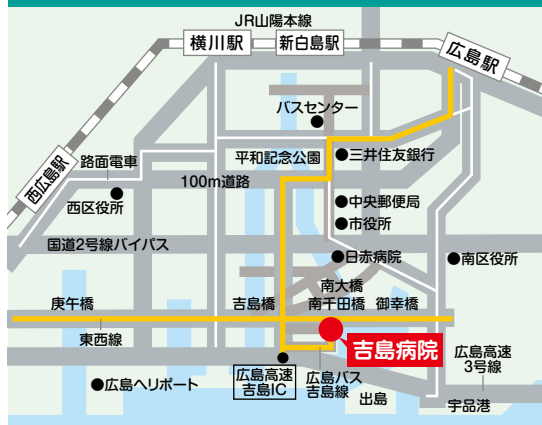 JR山陽本線
横川駅
新白島駅
広島駅
バスセンター
平和記念公園
三井住友銀行
路面電車
西広島駅
100m道路
西区役所
中央郵便局
市役所
国道2号線バイパス
日赤病院
南区役所
南大橋
庚午橋
吉島橋
南千田橋
御幸橋
東西線
吉島病院
広島高速
3号線
広島高速
吉島IC
広島バス
吉島線
広島ヘリポート
出島
宇品港